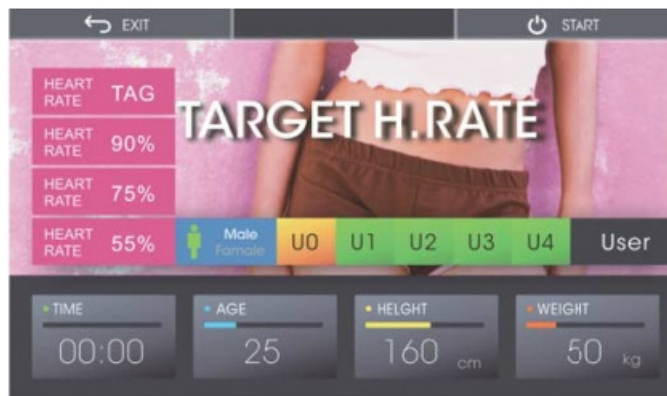 EXIT
START
HEART RATE TAG
TARGET H.RATE
HEART RATE 90%
HEART RATE 75%
HEART RATE 55%
Male
Famale
U0 U1 U2 U3 U4 User
TIME
00:00
AGE
25
HELGHT
160 cm
WEIGHT
50 kg